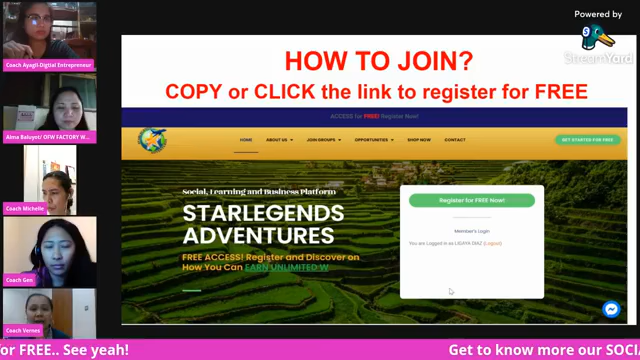 Powered by
StreamYard
Coach Ayagil-Digital Entrepreneur
Alma Baluyot/ OFW FACTORY W...
Coach Michelle
Coach Gen
Coach Vernes
HOW TO JOIN?
COPY or CLICK the link to register for FREE
ACCESS for FREE! Register Now!
HOME
ABOUT US
JOIN GROUPS
OPPORTUNITIES
SHOP NOW
CONTACT
GET STARTED FOR FREE
Social, Learning and Business Platform
STARLEGENDS
ADVENTURES
FREE ACCESS! Register and Discover on
How You Can EARN UNLIMITED W
Register for FREE Now!
Member's Login
You are Logged in as DIAZ (Logout)
for FREE.. See yeah!
Get to know more our SOCIA